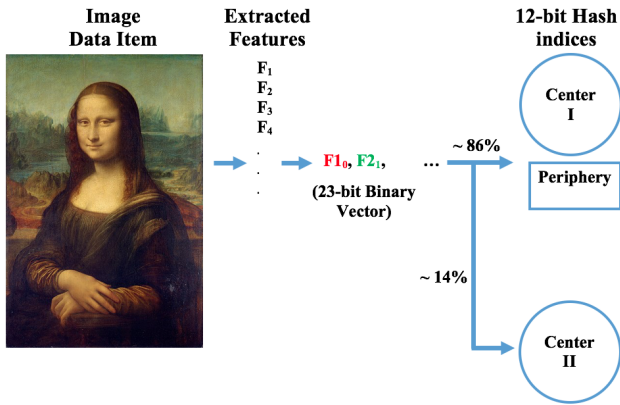 Image
Data Item
Extracted
Features
12-bit Hash
indices
F₁
F₂
F₃
F₄
.
.
.
F1₀, F2₁, ...
(23-bit Binary
Vector)
~ 86%
~ 14%
Center
I
Periphery
Center
II